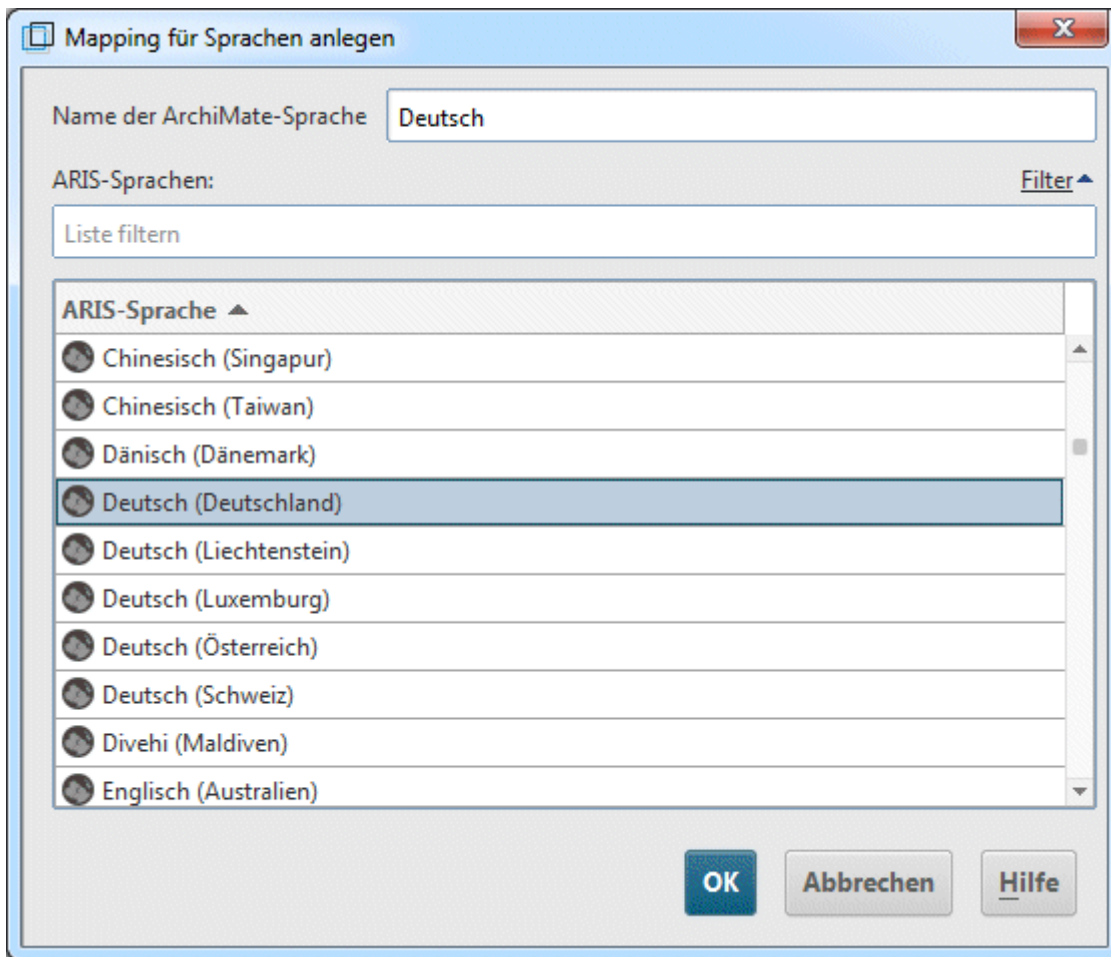 Mapping für Sprachen anlegen
Name der ArchiMate-Sprache Deutsch
ARIS-Sprachen: Filter
Liste filtern
ARIS-Sprache
Chinesisch (Singapur)
Chinesisch (Taiwan)
Dänisch (Dänemark)
Deutsch (Deutschland)
Deutsch (Liechtenstein)
Deutsch (Luxemburg)
Deutsch (Österreich)
Deutsch (Schweiz)
Divehi (Maldiven)
Englisch (Australien)
OK Abbrechen Hilfe